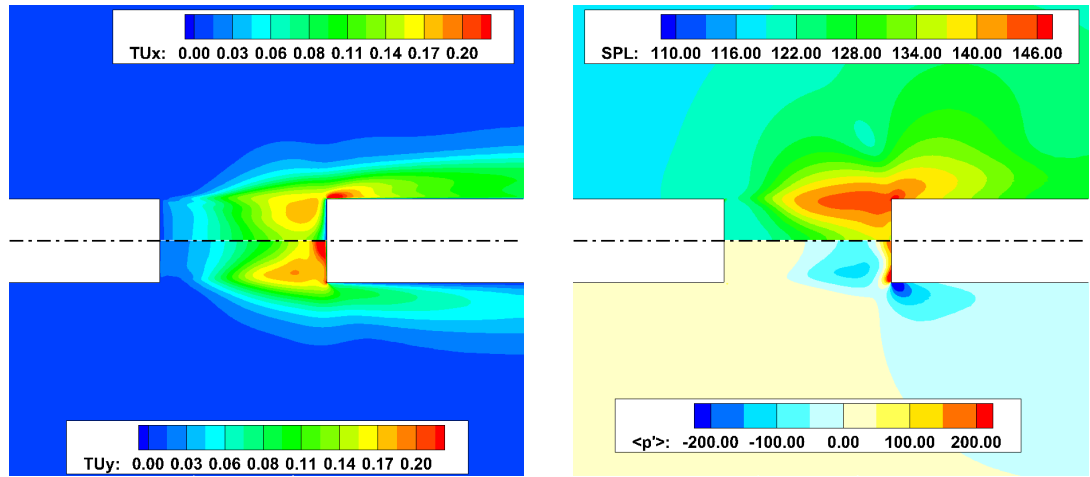 TUx: 0.00 0.03 0.06 0.08 0.11 0.14 0.17 0.20
SPL: 110.00 116.00 122.00 128.00 134.00 140.00 146.00
TUy: 0.00 0.03 0.06 0.08 0.11 0.14 0.17 0.20
<p'>: -200.00 -100.00 0.00 100.00 200.00